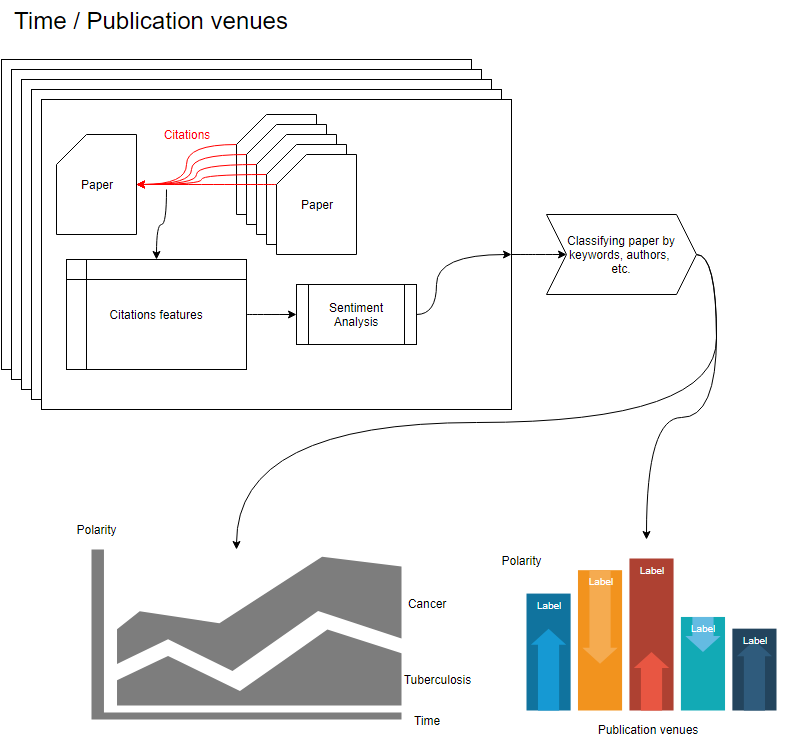 Time / Publication venues
Citations
Paper
Paper
Citations features
Sentiment
Analysis
Classifying paper by
keywords, authors,
etc.
Polarity
Cancer
Tuberculosis
Time
Polarity
Label
Label
Label
Label
Label
Publication venues